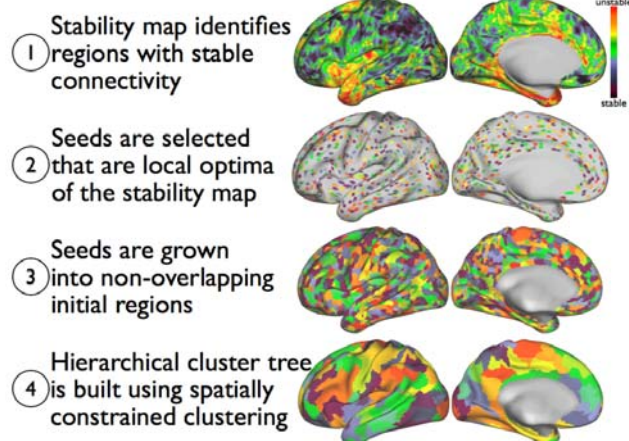 unstable
1
Stability map identifies
regions with stable
connectivity
stable
2
Seeds are selected
that are local optima
of the stability map
3
Seeds are grown
into non-overlapping
initial regions
4
Hierarchical cluster tree
is built using spatially
constrained clustering